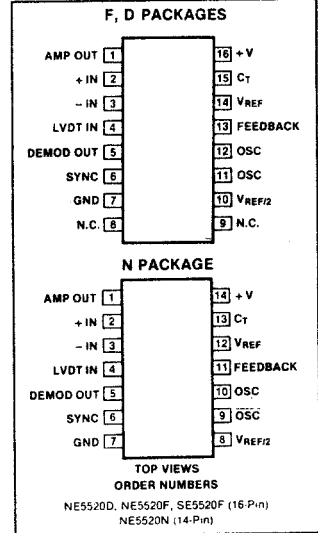 F, D PACKAGES
AMP OUT 1 16 +V
+ IN 2 15 CT
− IN 3 14 VREF
LVDT IN 4 13 FEEDBACK
DEMOD OUT 5 12 OSC
SYNC 6 11 OSC
GND 7 10 VREF/2
N.C. 8 9 N.C.
N PACKAGE
AMP OUT 1 14 + V
+ IN 2 13 CT
− IN 3 12 VREF
LVDT IN 4 11 FEEDBACK
DEMOD OUT 5 10 OSC
SYNC 6 9 O̅S̅C̅
GND 7 8 VREF/2
TOP VIEWS
ORDER NUMBERS
NE5520D, NE5520F, SE5520F (16-Pin)
NE5520N (14-Pin)